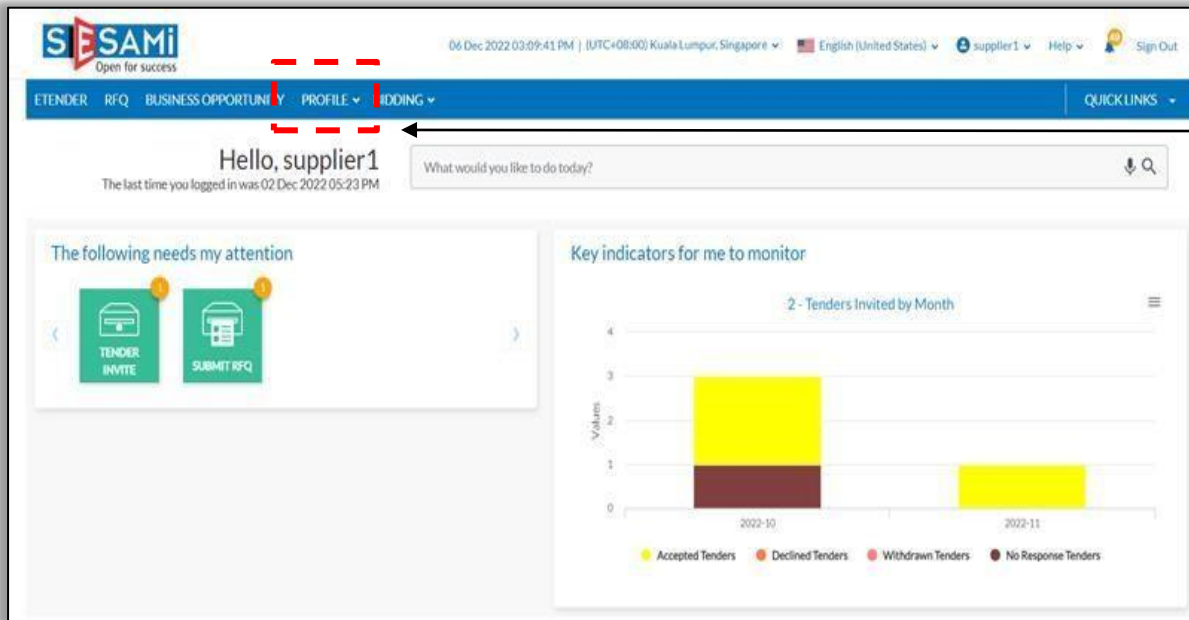 SESAMi
Open for success
06 Dec 2022 03:09:41 PM | (UTC+08:00) Kuala Lumpur, Singapore English (United States) supplier1 Help Sign Out
ETENDER RFQ BUSINESS OPPORTUNITY PROFILE BIDDING QUICK LINKS
Hello, supplier1
The last time you logged in was 02 Dec 2022 05:23 PM
What would you like to do today?
The following needs my attention
1
TENDER
INVITE
1
SUBMIT RFQ
Key indicators for me to monitor
2 - Tenders Invited by Month
4
3
2
1
0
Values
2022-10 2022-11
Accepted Tenders Declined Tenders Withdrawn Tenders No Response Tenders